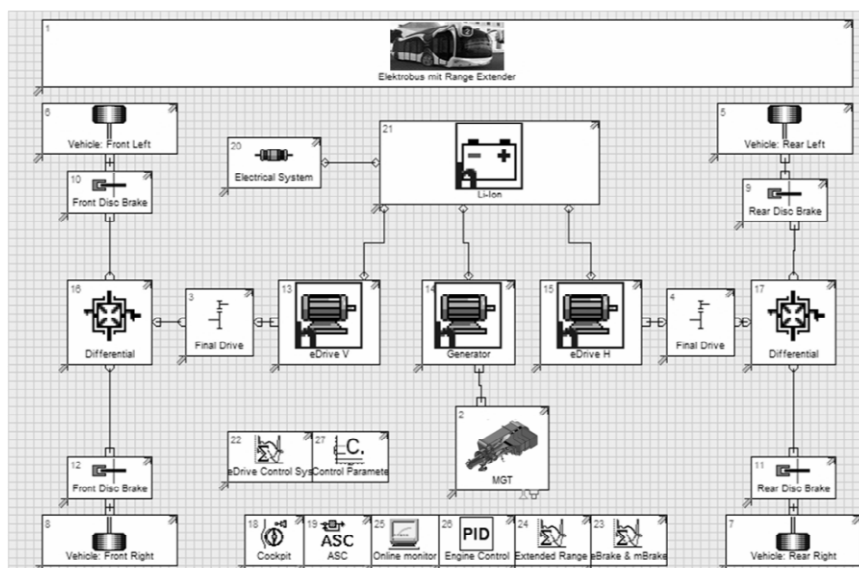 1
Elektrobus mit Range Extender
6
Vehicle: Front Left
5
Vehicle: Rear Left
21
Li-Ion
20
Electrical System
10
Front Disc Brake
9
Rear Disc Brake
16
Differential
3
Final Drive
13
eDrive V
14
Generator
15
eDrive H
4
Final Drive
17
Differential
2
MGT
22
eDrive Control Sys
27
C.
Control Paramete
12
Front Disc Brake
11
Rear Disc Brake
8
Vehicle: Front Right
18
Cockpit
19
ASC
ASC
25
Online monitor
26
PID
Engine Control
24
Extended Range
23
eBrake & mBrake
7
Vehicle: Rear Right